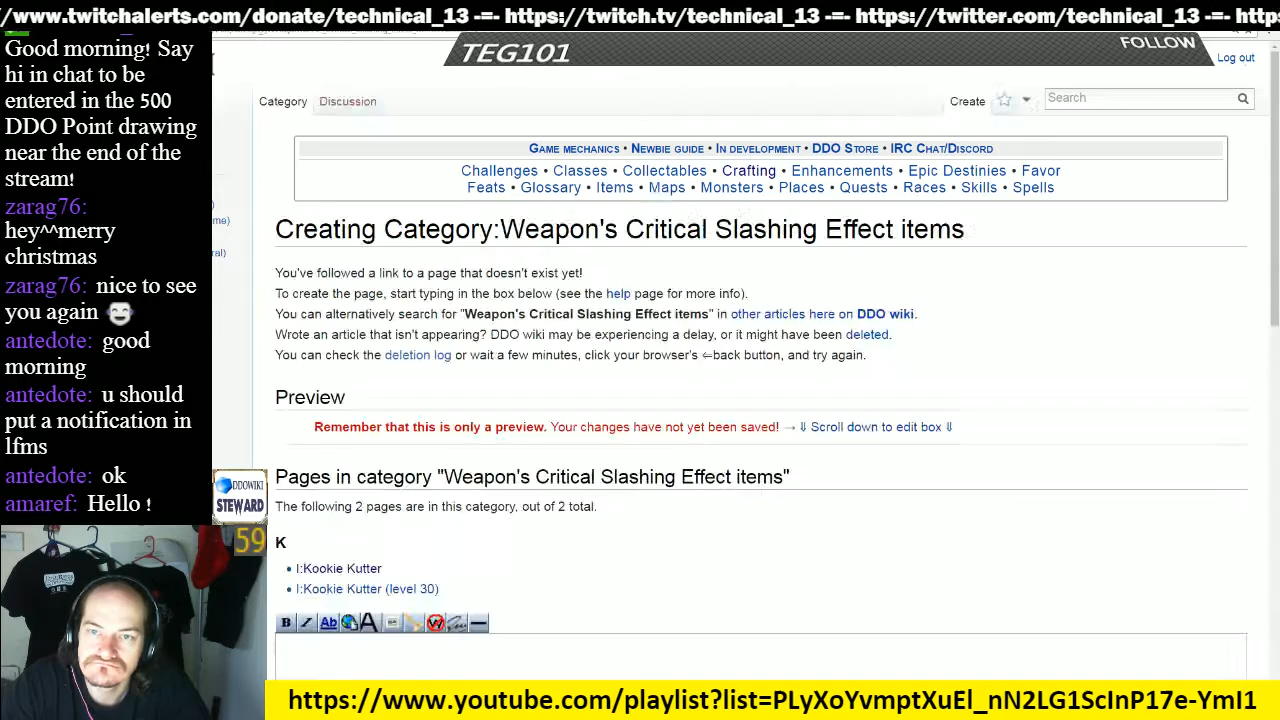 /www.twitchalerts.com/donate/technical_13 -=- https://twitch.tv/technical_13 -=- https://twitter.com/technical_13 -=- https
Good morning! Say
hi in chat to be
entered in the 500
DDO Point drawing
near the end of the
stream!
zarag76:
hey^^merry
christmas
zarag76: nice to see
you again
antedote: good
morning
antedote: u should
put a notification in
lfms
antedote: ok
amaref: Hello !
TEG101
FOLLOW
Log out
Category Discussion
Create
Search
Game mechanics • Newbie guide • In development • DDO Store • IRC Chat/Discord
Challenges • Classes • Collectables • Crafting • Enhancements • Epic Destinies • Favor
Feats • Glossary • Items • Maps • Monsters • Places • Quests • Races • Skills • Spells
Creating Category:Weapon's Critical Slashing Effect items
You've followed a link to a page that doesn't exist yet!
To create the page, start typing in the box below (see the help page for more info).
You can alternatively search for "Weapon's Critical Slashing Effect items" in other articles here on DDO wiki.
Wrote an article that isn't appearing? DDO wiki may be experiencing a delay, or it might have been deleted.
You can check the deletion log or wait a few minutes, click your browser's ⇐back button, and try again.
Preview
Remember that this is only a preview. Your changes have not yet been saved! → ⇓ Scroll down to edit box ⇓
Pages in category "Weapon's Critical Slashing Effect items"
The following 2 pages are in this category, out of 2 total.
K
• I:Kookie Kutter
• I:Kookie Kutter (level 30)
B I Ab A W
DDOWIKI
STEWARD
59
https://www.youtube.com/playlist?list=PLyXoYvmptXuEl_nN2LG1ScInP17e-YmI1